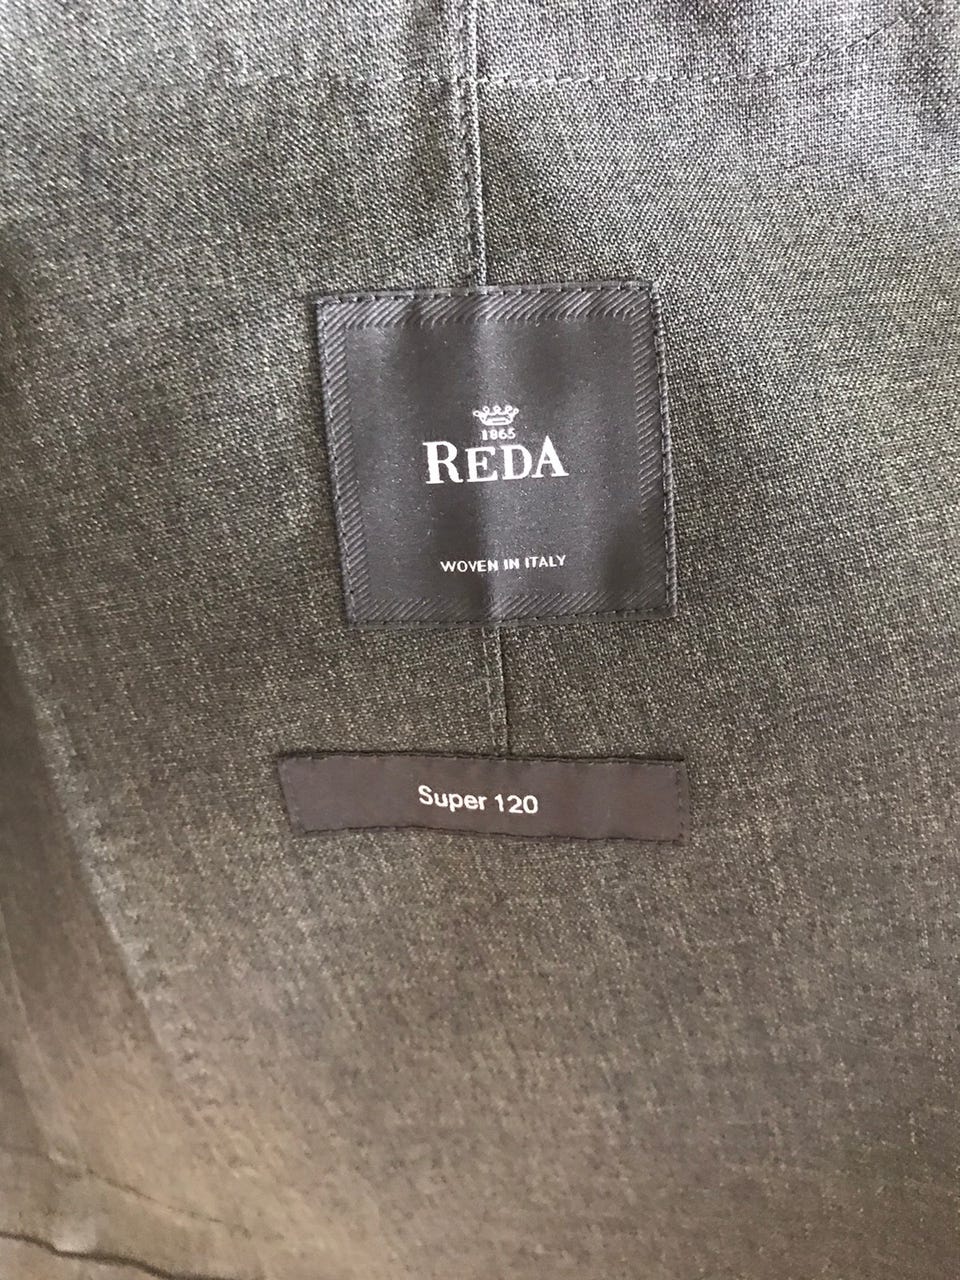 1865
REDA
WOVEN IN ITALY
Super 120